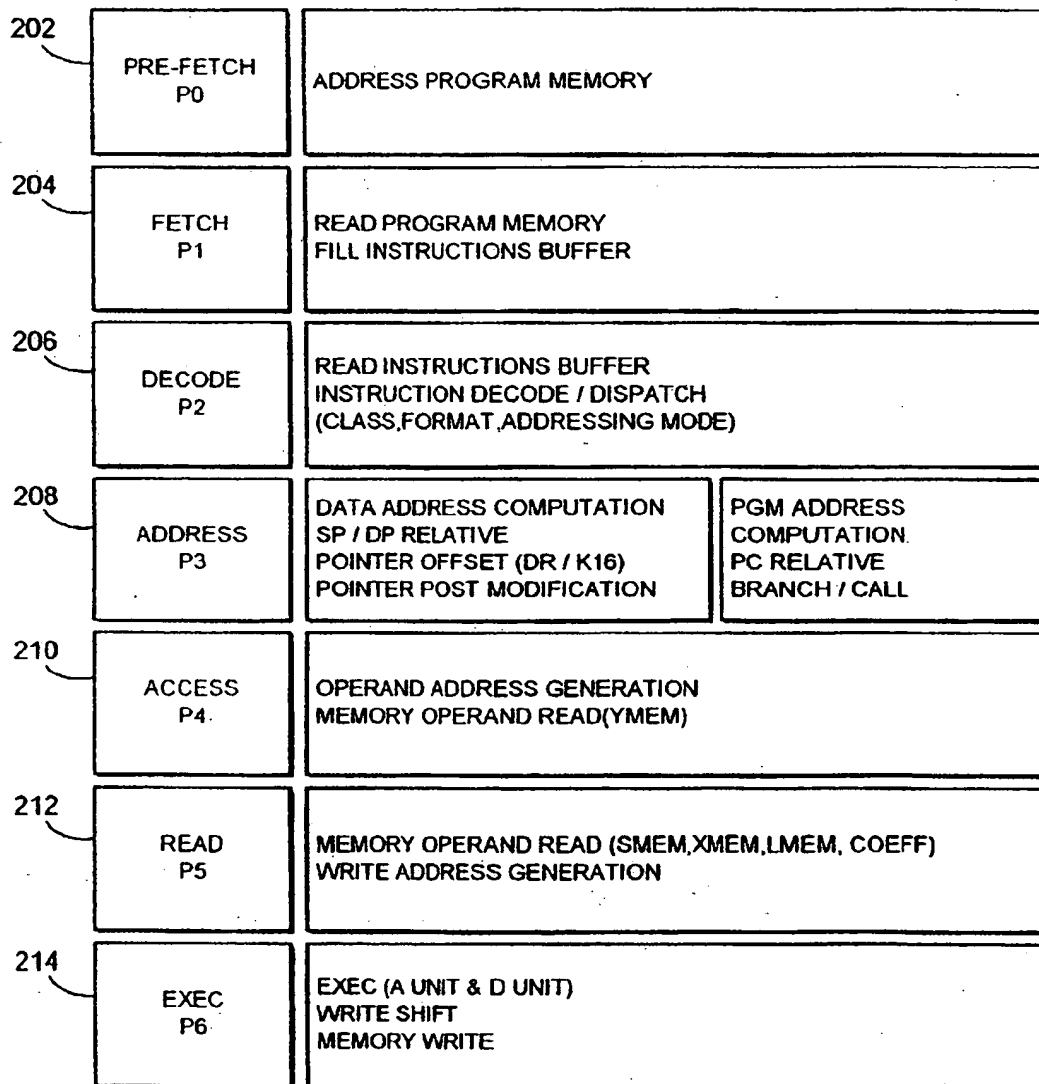 202
PRE-FETCH
P0
ADDRESS PROGRAM MEMORY
204
FETCH
P1
READ PROGRAM MEMORY
FILL INSTRUCTIONS BUFFER
206
DECODE
P2
READ INSTRUCTIONS BUFFER
INSTRUCTION DECODE / DISPATCH
(CLASS,FORMAT,ADDRESSING MODE)
208
ADDRESS
P3
DATA ADDRESS COMPUTATION
SP / DP RELATIVE
POINTER OFFSET (DR / K16)
POINTER POST MODIFICATION
PGM ADDRESS
COMPUTATION
PC RELATIVE
BRANCH / CALL
210
ACCESS
P4
OPERAND ADDRESS GENERATION
MEMORY OPERAND READ(YMEM)
212
READ
P5
MEMORY OPERAND READ (SMEM,XMEM,LMEM, COEFF)
WRITE ADDRESS GENERATION
214
EXEC
P6
EXEC (A UNIT & D UNIT)
WRITE SHIFT
MEMORY WRITE